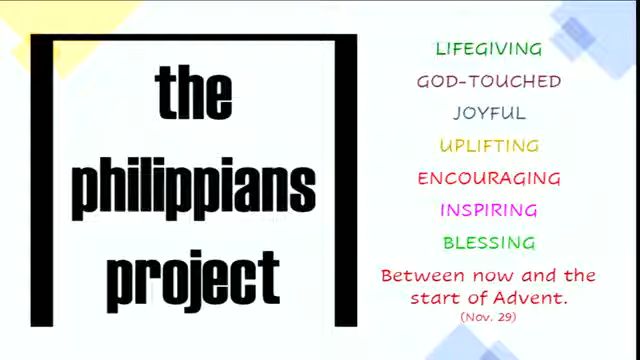 the
philippians
project
LIFEGIVING
GOD-TOUCHED
JOYFUL
UPLIFTING
ENCOURAGING
INSPIRING
BLESSING
Between now and the
start of Advent.
(Nov. 29)